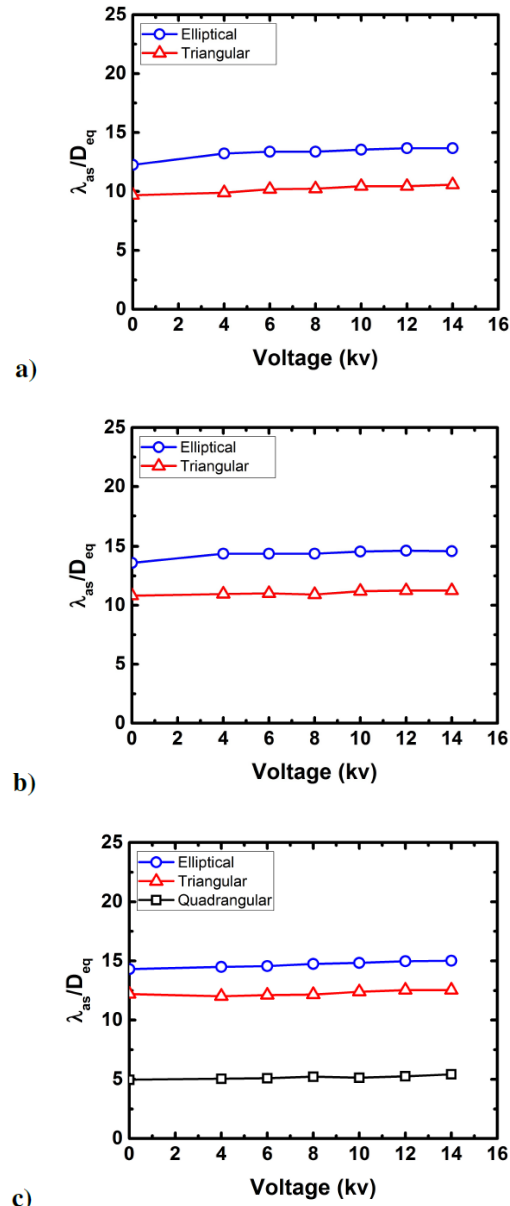 25
20
15
10
5
0
λas/Deq
Elliptical
Triangular
0 2 4 6 8 10 12 14 16
Voltage (kv)
a)
25
20
15
10
5
0
λas/Deq
Elliptical
Triangular
0 2 4 6 8 10 12 14 16
Voltage (kv)
b)
25
20
15
10
5
0
λas/Deq
Elliptical
Triangular
Quadrangular
0 2 4 6 8 10 12 14 16
Voltage (kv)
c)